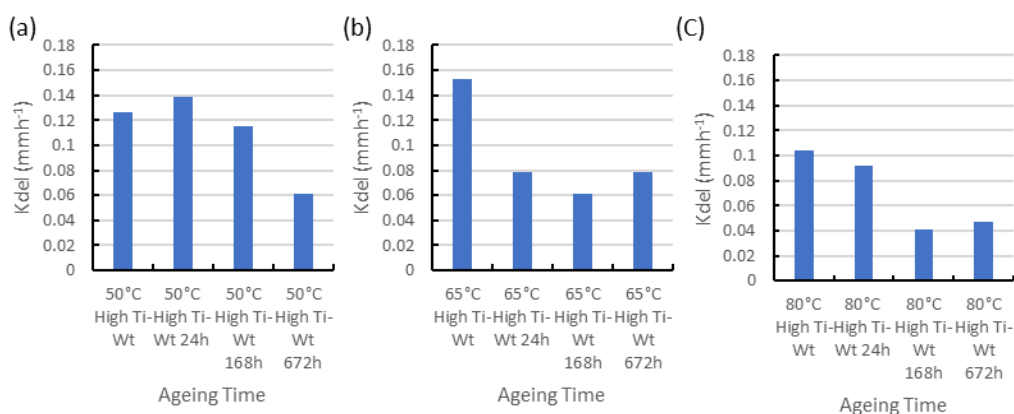 (a)
0.18
0.16
0.14
0.12
0.1
0.08
0.06
0.04
0.02
0
Kdel (mmh-1)
50°C 50°C 50°C 50°C
High Ti- High Ti- High Ti- High Ti-
Wt Wt 24h Wt Wt
168h 672h
Ageing Time
(b)
0.18
0.16
0.14
0.12
0.1
0.08
0.06
0.04
0.02
0
Kdel (mmh-1)
65°C 65°C 65°C 65°C
High Ti- High Ti- High Ti- High Ti-
Wt Wt 24h Wt Wt
168h 672h
Ageing Time
(C)
0.18
0.16
0.14
0.12
0.1
0.08
0.06
0.04
0.02
0
Kdel (mmh-1)
80°C 80°C 80°C 80°C
High Ti- High Ti- High Ti- High Ti-
Wt Wt 24h Wt Wt
168h 672h
Ageing Time